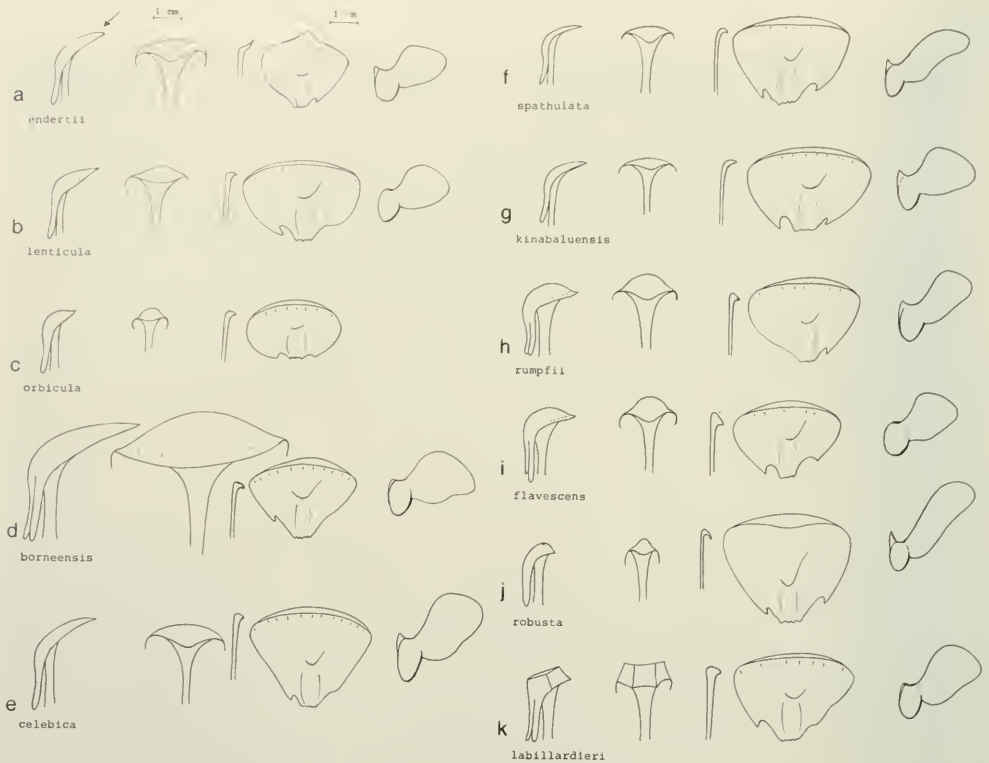 1 mm
1 m
a
endertii
b
lenticula
c
orbicula
d
borneensis
e
celebica
f
spathulata
g
kinabaluensis
h
rumpfii
i
flavescens
j
robusta
k
labillardieri